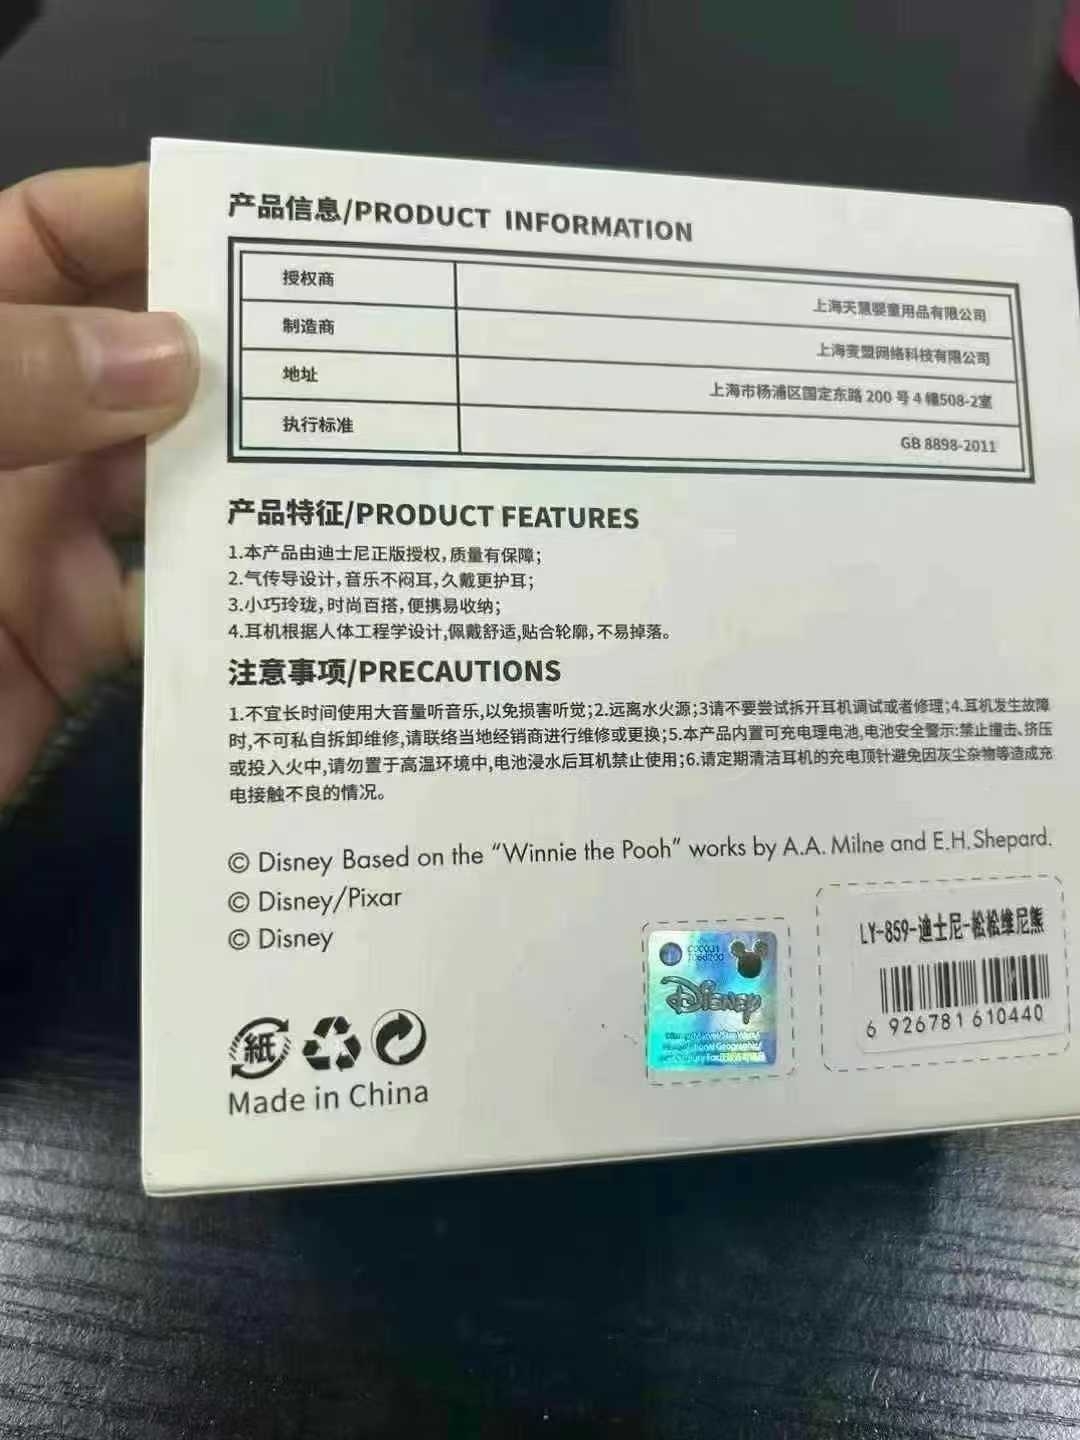 产品信息/PRODUCT INFORMATION
授权商
上海天慧婴童用品有限公司
制造商
上海麦盟网络科技有限公司
地址
上海市杨浦区国定东路 200 号 4 幢508-2室
执行标准
GB 8898-2011
产品特征/PRODUCT FEATURES
1.本产品由迪士尼正版授权,质量有保障;
2.气传导设计,音乐不闷耳,久戴更护耳;
3.小巧玲珑,时尚百搭,便携易收纳;
4.耳机根据人体工程学设计,佩戴舒适,贴合轮廓,不易掉落。
注意事项/PRECAUTIONS
1.不宜长时间使用大音量听音乐,以免损害听觉;2.远离水火源;3请不要尝试拆开耳机调试或者修理;4.耳机发生故障
时,不可私自拆卸维修,请联络当地经销商进行维修或更换;5.本产品内置可充电理电池,电池安全警示:禁止撞击、挤压
或投入火中,请勿置于高温环境中,电池浸水后耳机禁止使用;6.请定期清洁耳机的充电顶针避免因灰尘杂物等造成充
电接触不良的情况。
© Disney Based on the “Winnie the Pooh” works by A.A. Milne and E.H. Shepard.
© Disney/Pixar
© Disney
LY-859-迪士尼-松松维尼熊
6 926781 610440
Disney
紙
Made in China